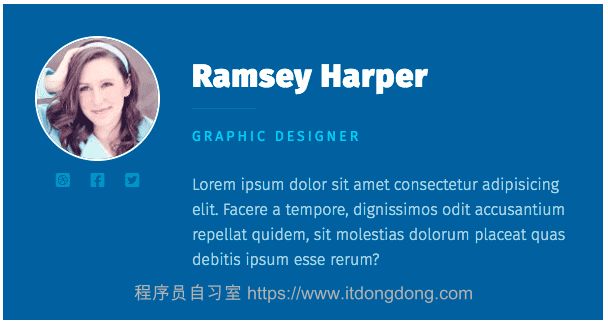 Ramsey Harper
GRAPHIC DESIGNER
Lorem ipsum dolor sit amet consectetur adipisicing
elit. Facere a tempore, dignissimos odit accusantium
repellat quidem, sit molestias dolorum placeat quas
debitis ipsum esse rerum?
程序员自习室 https://www.itdongdong.com